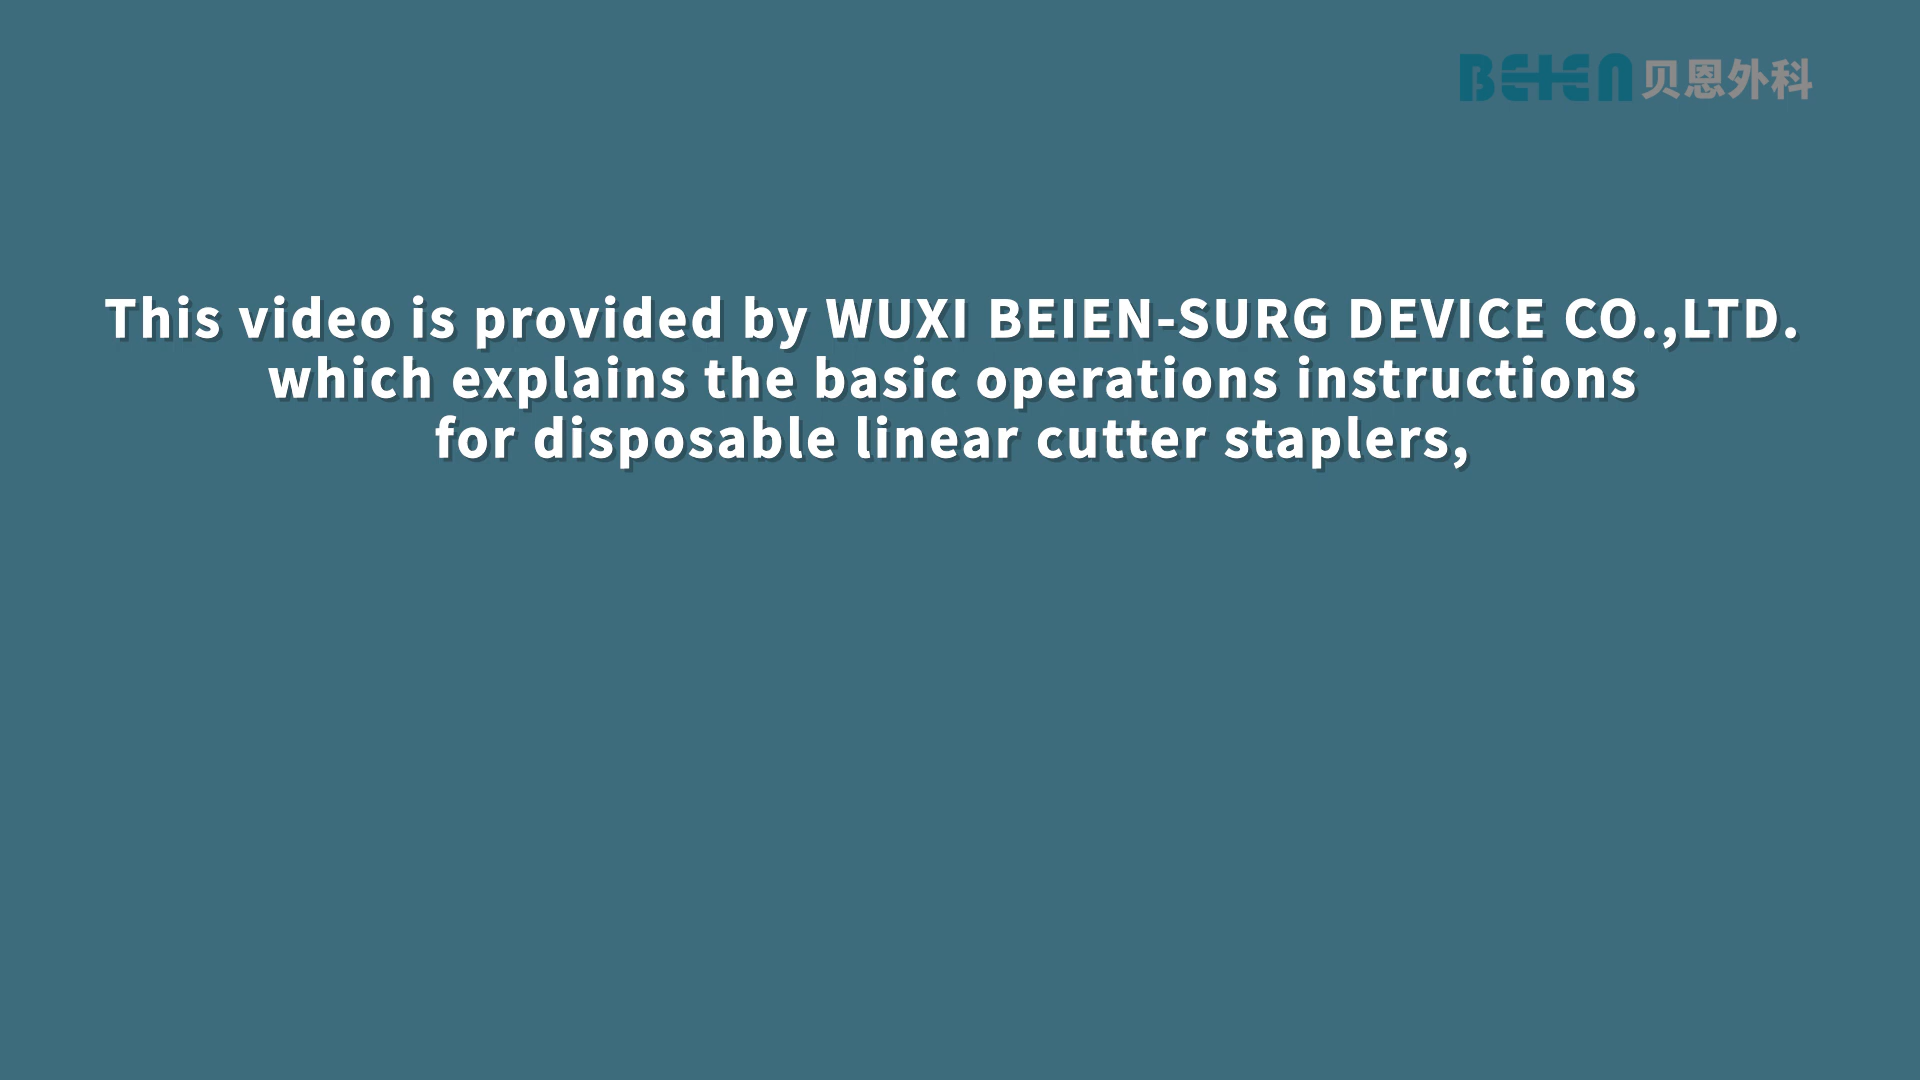 BEIEN贝恩外科
This video is provided by WUXI BEIEN-SURG DEVICE CO.,LTD.
which explains the basic operations instructions
for disposable linear cutter staplers,